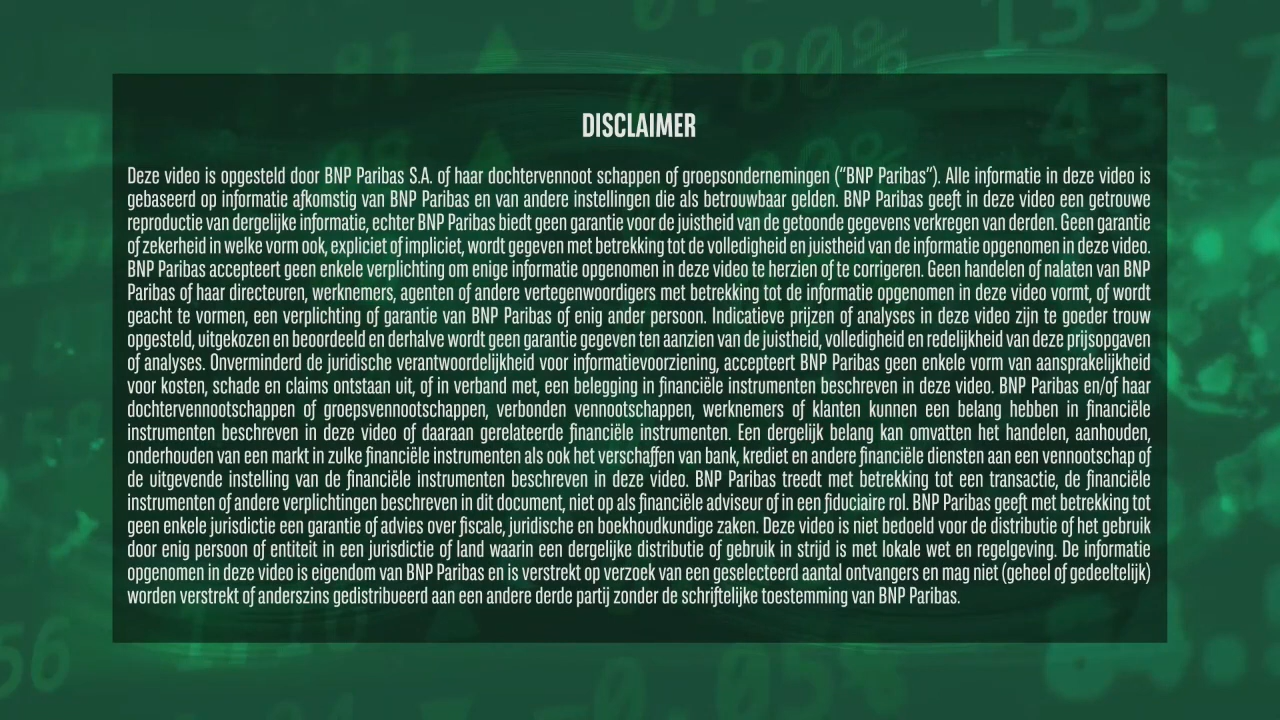 135.
0.80%
43.
DISCLAIMER
Deze video is opgesteld door BNP Paribas S.A. of haar dochtervennoot schappen of groepsondernemingen (“BNP Paribas”). Alle informatie in deze video is
gebaseerd op informatie afkomstig van BNP Paribas en van andere instellingen die als betrouwbaar gelden. BNP Paribas geeft in deze video een getrouwe
reproductie van dergelijke informatie, echter BNP Paribas biedt geen garantie voor de juistheid van de getoonde gegevens verkregen van derden. Geen garantie
of zekerheid in welke vorm ook, expliciet of impliciet, wordt gegeven met betrekking tot de volledigheid en juistheid van de informatie opgenomen in deze video.
BNP Paribas accepteert geen enkele verplichting om enige informatie opgenomen in deze video te herzien of te corrigeren. Geen handelen of nalaten van BNP
Paribas of haar directeuren, werknemers, agenten of andere vertegenwoordigers met betrekking tot de informatie opgenomen in deze video vormt, of wordt
geacht te vormen, een verplichting of garantie van BNP Paribas of enig ander persoon. Indicatieve prijzen of analyses in deze video zijn te goeder trouw
opgesteld, uitgekozen en beoordeeld en derhalve wordt geen garantie gegeven ten aanzien van de juistheid, volledigheid en redelijkheid van deze prijsopgaven
of analyses. Onverminderd de juridische verantwoordelijkheid voor informatievoorziening, accepteert BNP Paribas geen enkele vorm van aansprakelijkheid
voor kosten, schade en claims ontstaan uit, of in verband met, een belegging in financiële instrumenten beschreven in deze video. BNP Paribas en/of haar
dochtervennootschappen of groepsvennootschappen, verbonden vennootschappen, werknemers of klanten kunnen een belang hebben in financiële
instrumenten beschreven in deze video of daaraan gerelateerde financiële instrumenten. Een dergelijk belang kan omvatten het handelen, aanhouden,
onderhouden van een markt in zulke financiële instrumenten als ook het verschaffen van bank, krediet en andere financiële diensten aan een vennootschap of
de uitgevende instelling van de financiële instrumenten beschreven in deze video. BNP Paribas treedt met betrekking tot een transactie, de financiële
instrumenten of andere verplichtingen beschreven in dit document, niet op als financiële adviseur of in een fiduciaire rol. BNP Paribas geeft met betrekking tot
geen enkele jurisdictie een garantie of advies over fiscale, juridische en boekhoudkundige zaken. Deze video is niet bedoeld voor de distributie of het gebruik
door enig persoon of entiteit in een jurisdictie of land waarin een dergelijke distributie of gebruik in strijd is met lokale wet en regelgeving. De informatie
opgenomen in deze video is eigendom van BNP Paribas en is verstrekt op verzoek van een geselecteerd aantal ontvangers en mag niet (geheel of gedeeltelijk)
worden verstrekt of anderszins gedistribueerd aan een andere derde partij zonder de schriftelijke toestemming van BNP Paribas.
56